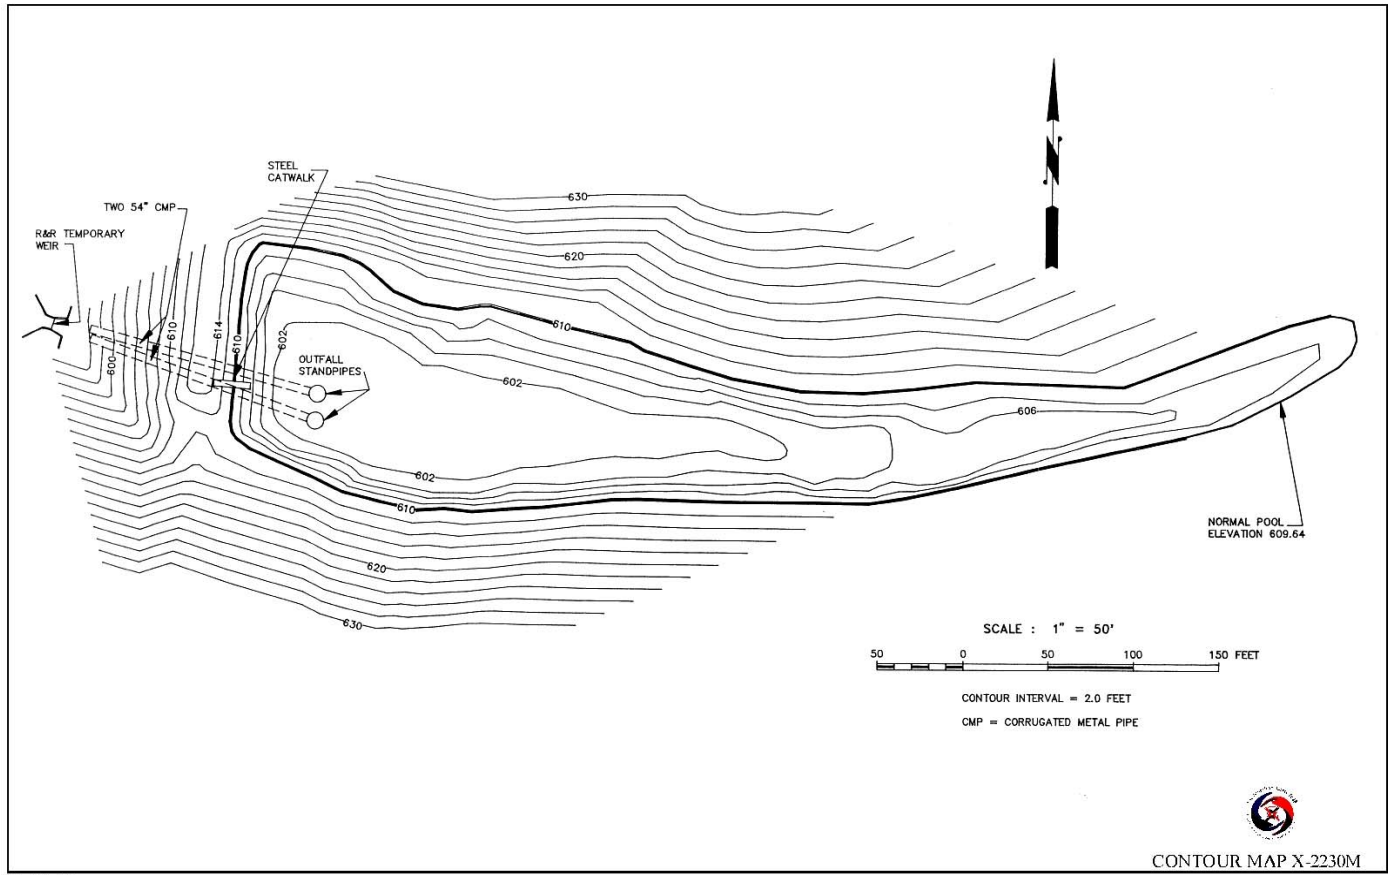 630
STEEL
CATWALK
TWO 54" CMP
R&R TEMPORARY
WEIR
N
620
610
614
610
602
610
600
OUTFALL
STANDPIPES
602
606
602
610
NORMAL POOL
ELEVATION 609.64
620
630
SCALE : 1" = 50'
50 0 50 100 150 FEET
CONTOUR INTERVAL = 2.0 FEET
CMP = CORRUGATED METAL PIPE
CONTOUR MAP X-2230M